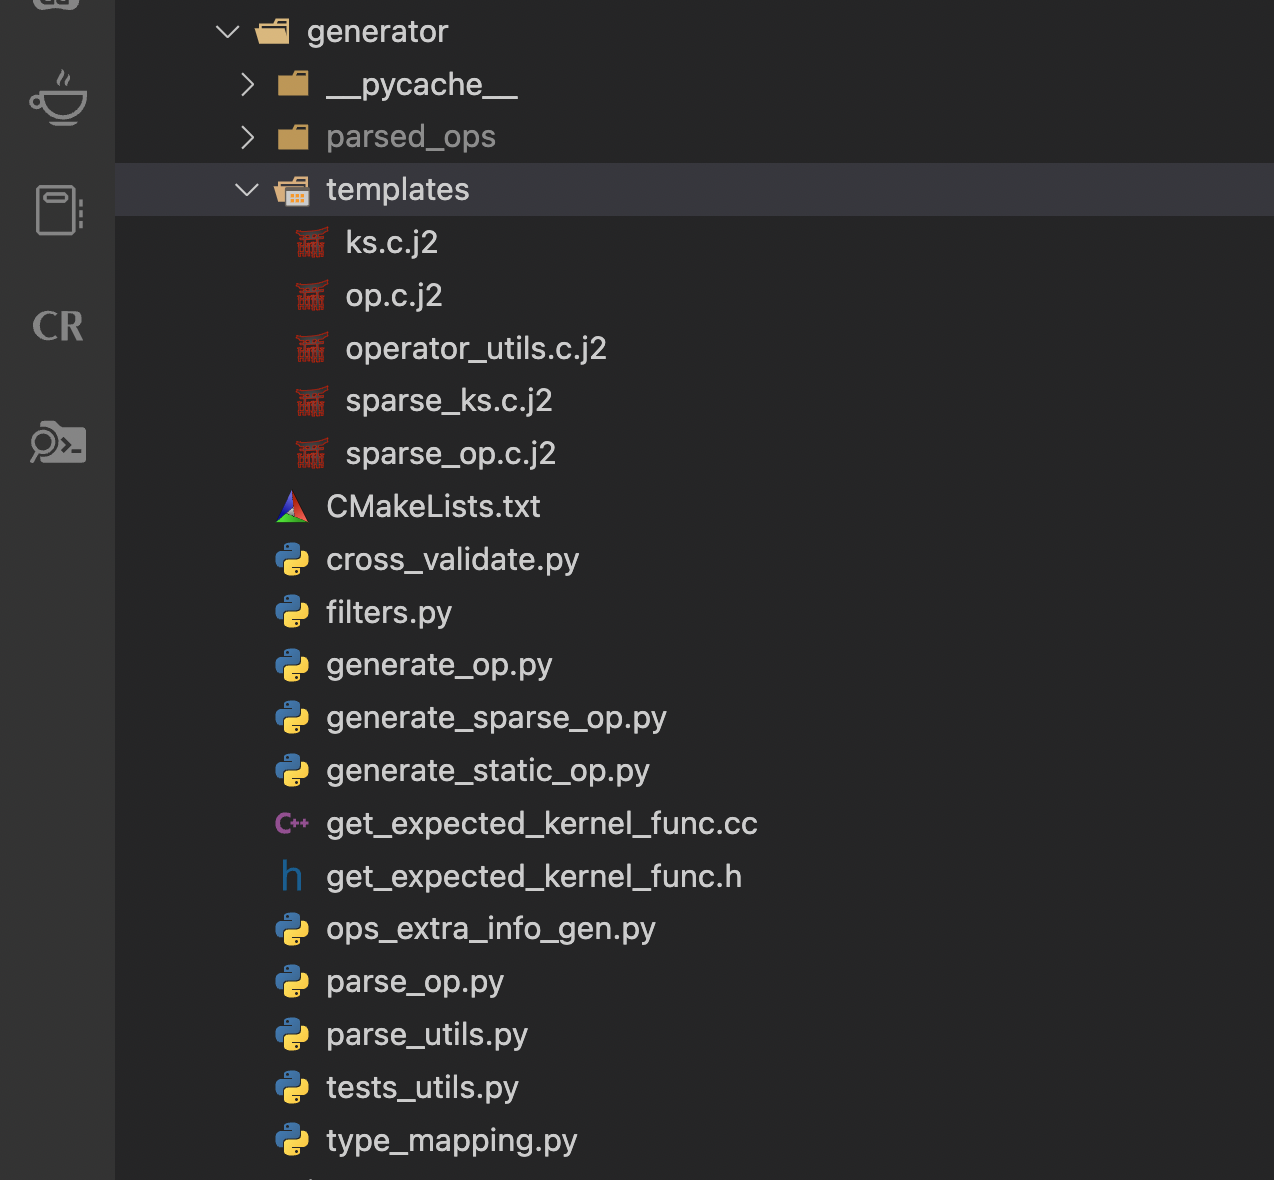 generator
__pycache__
parsed_ops
templates
ks.c.j2
op.c.j2
operator_utils.c.j2
CR
sparse_ks.c.j2
sparse_op.c.j2
CMakeLists.txt
cross_validate.py
filters.py
generate_op.py
generate_sparse_op.py
generate_static_op.py
C++ get_expected_kernel_func.cc
h get_expected_kernel_func.h
ops_extra_info_gen.py
parse_op.py
parse_utils.py
tests_utils.py
type_mapping.py